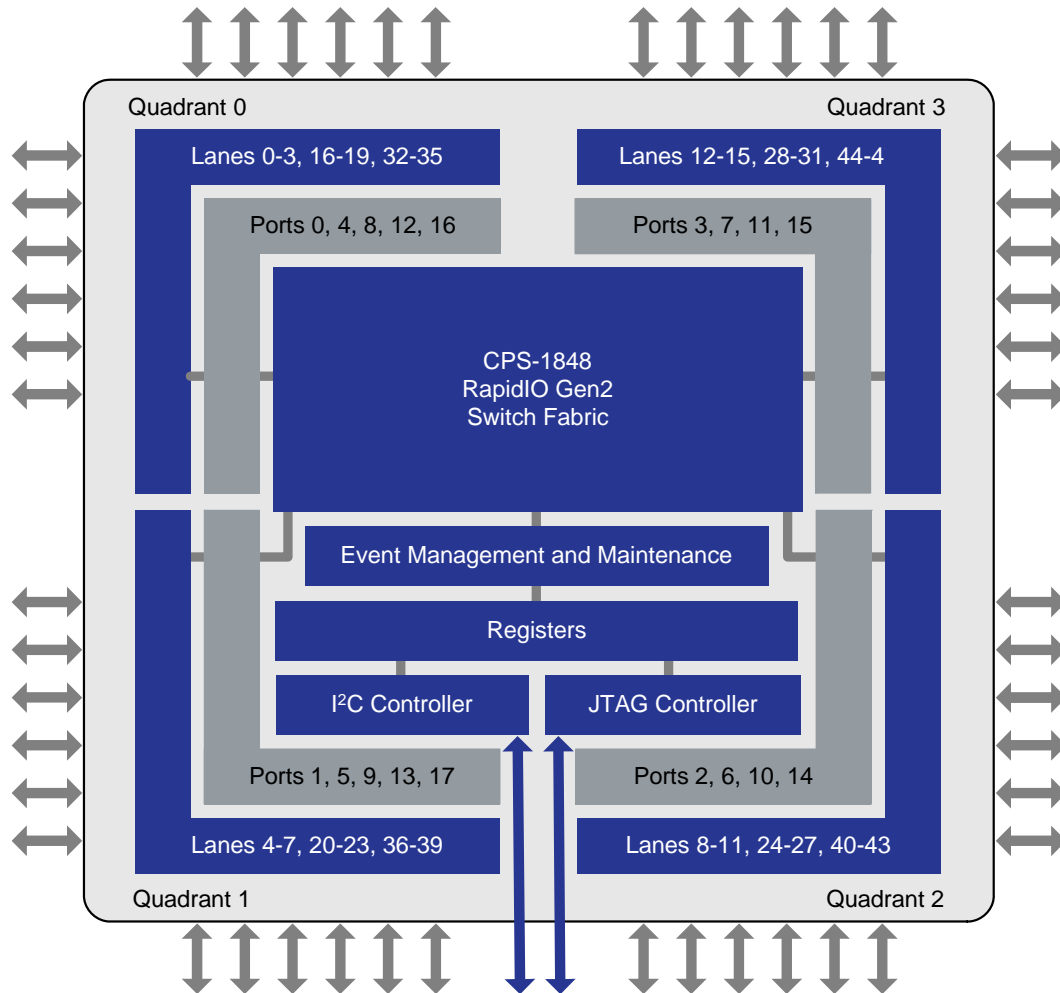 Quadrant 0
Quadrant 3
Lanes 0-3, 16-19, 32-35
Lanes 12-15, 28-31, 44-4
Ports 0, 4, 8, 12, 16
Ports 3, 7, 11, 15
CPS-1848
RapidIO Gen2
Switch Fabric
Event Management and Maintenance
Registers
I²C Controller
JTAG Controller
Ports 1, 5, 9, 13, 17
Ports 2, 6, 10, 14
Lanes 4-7, 20-23, 36-39
Lanes 8-11, 24-27, 40-43
Quadrant 1
Quadrant 2